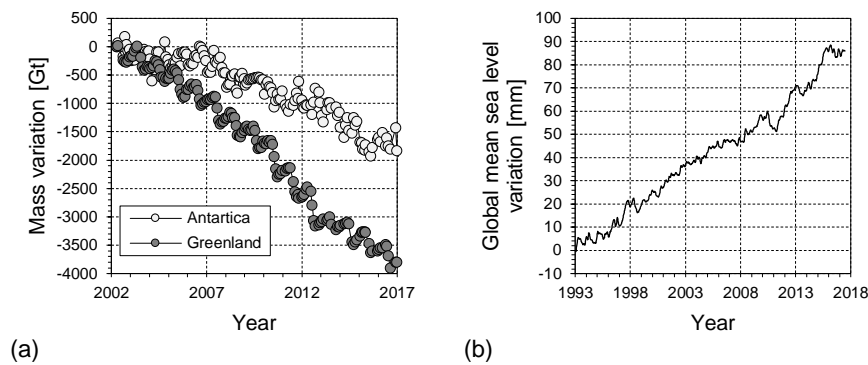 500
0
-500
-1000
-1500
-2000
-2500
-3000
-3500
-4000
Mass variation [Gt]
Antartica
Greenland
2002 2007 2012 2017
Year
(a)
100
90
80
70
60
50
40
30
20
10
0
-10
Global mean sea level
variation [mm]
1993 1998 2003 2008 2013 2018
Year
(b)